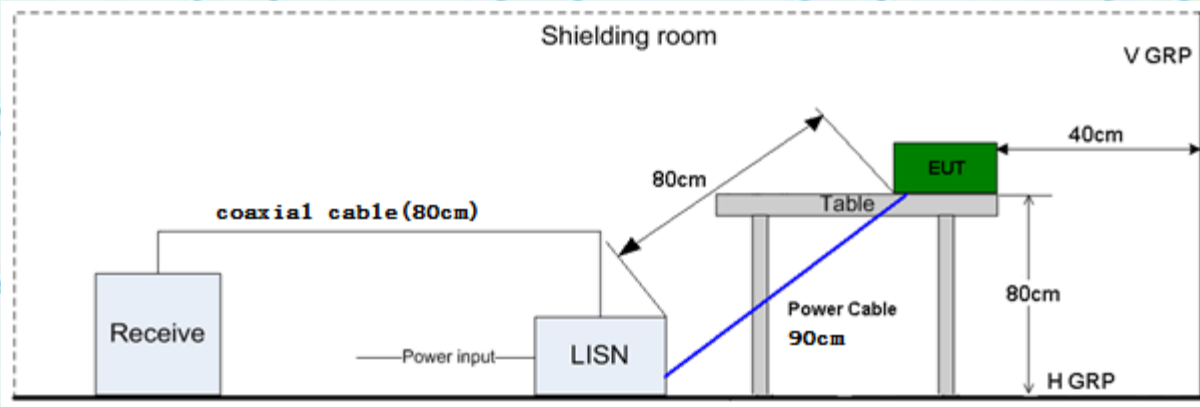 Shielding room
V GRP
40cm
EUT
80cm
Table
coaxial cable(80cm)
80cm
Power Cable
90cm
Receive
Power input
LISN
H GRP